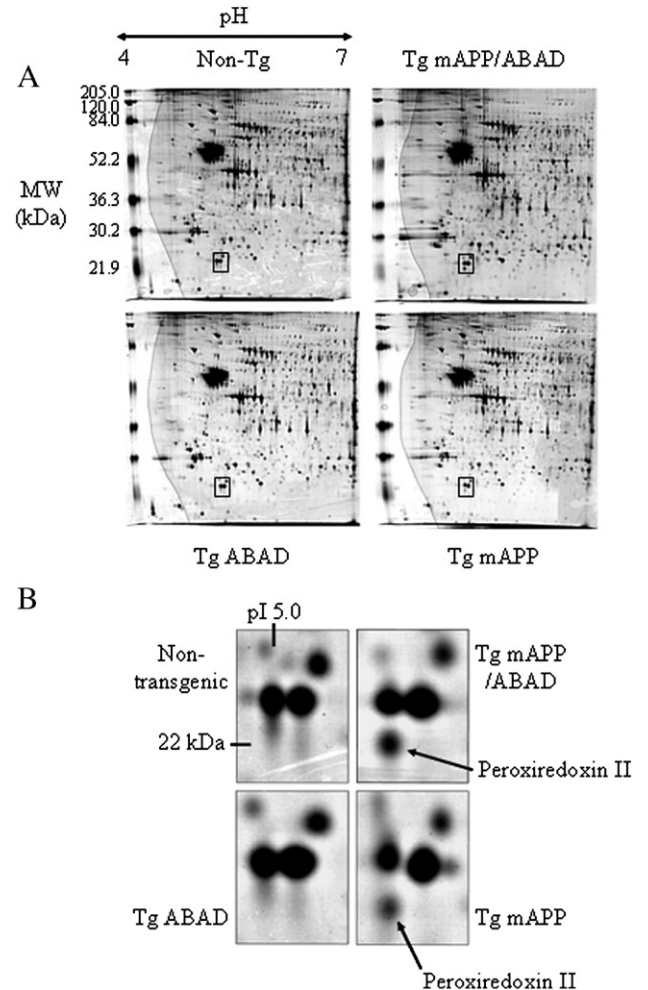 pH
4 Non-Tg 7 Tg mAPP/ABAD
A
205.0
120.0
84.0
52.2
MW
(kDa)
36.3
30.2
21.9
Tg ABAD Tg mAPP
B
pI 5.0
Non-
transgenic
Tg mAPP
/ABAD
22 kDa
Peroxiredoxin II
Tg ABAD
Tg mAPP
Peroxiredoxin II